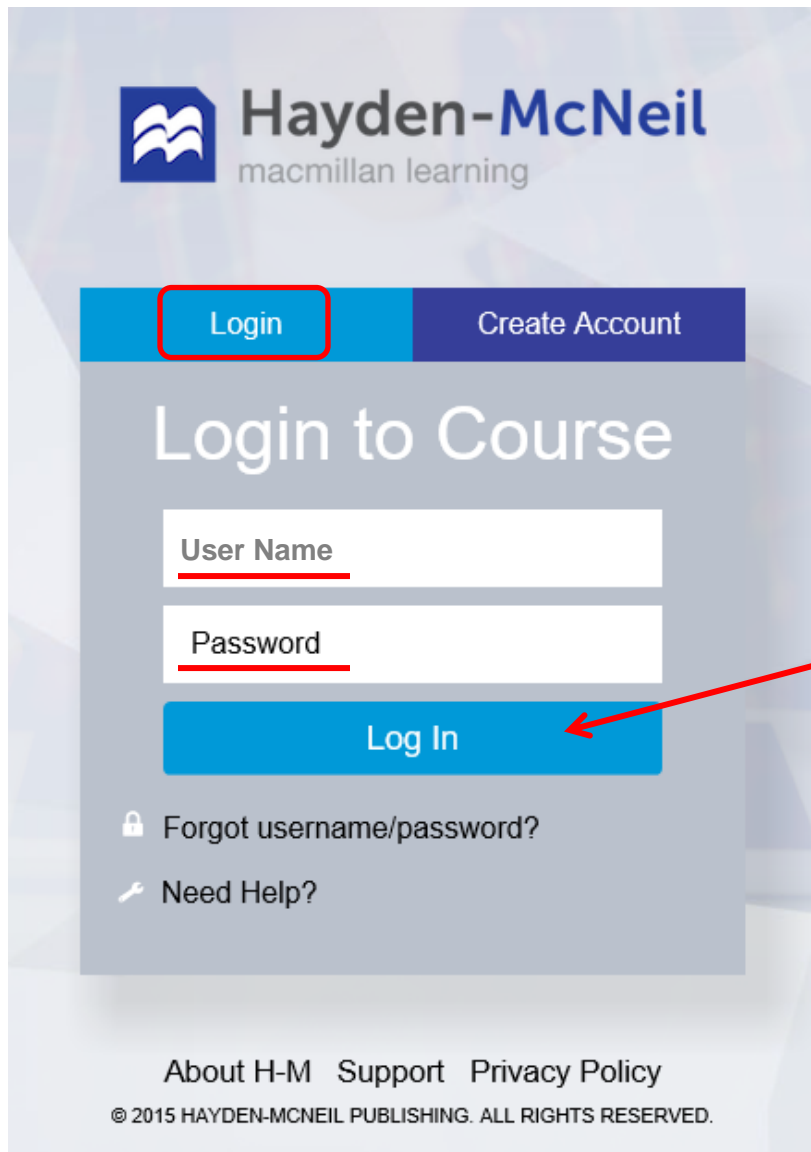 Hayden-McNeil
macmillan learning
Login
Create Account
Login to Course
User Name
Password
Log In
Forgot username/password?
Need Help?
About H-M Support Privacy Policy
© 2015 HAYDEN-MCNEIL PUBLISHING. ALL RIGHTS RESERVED.